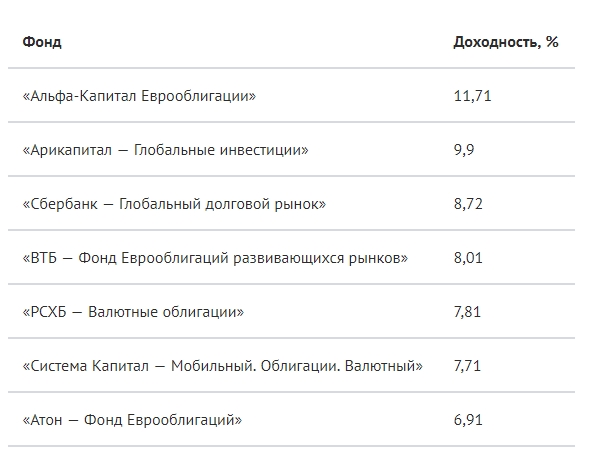 Фонд Доходность, %
«Альфа-Капитал Еврооблигации» 11,71
«Арикапитал — Глобальные инвестиции» 9,9
«Сбербанк — Глобальный долговой рынок» 8,72
«ВТБ — Фонд Еврооблигаций развивающихся рынков» 8,01
«РСХБ — Валютные облигации» 7,81
«Система Капитал — Мобильный. Облигации. Валютный» 7,71
«Атон — Фонд Еврооблигаций» 6,91